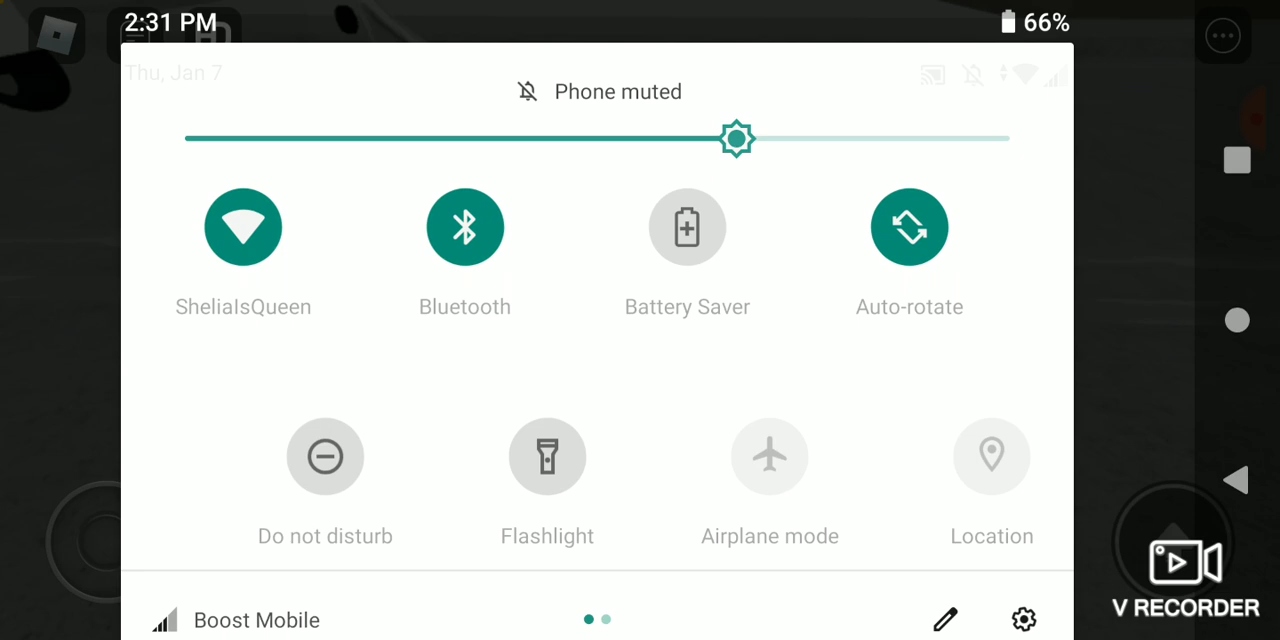 2:31 PM
66%
Thu, Jan 7
Phone muted
SheliaIsQueen
Bluetooth
Battery Saver
Auto-rotate
Do not disturb
Flashlight
Airplane mode
Location
Boost Mobile
V RECORDER